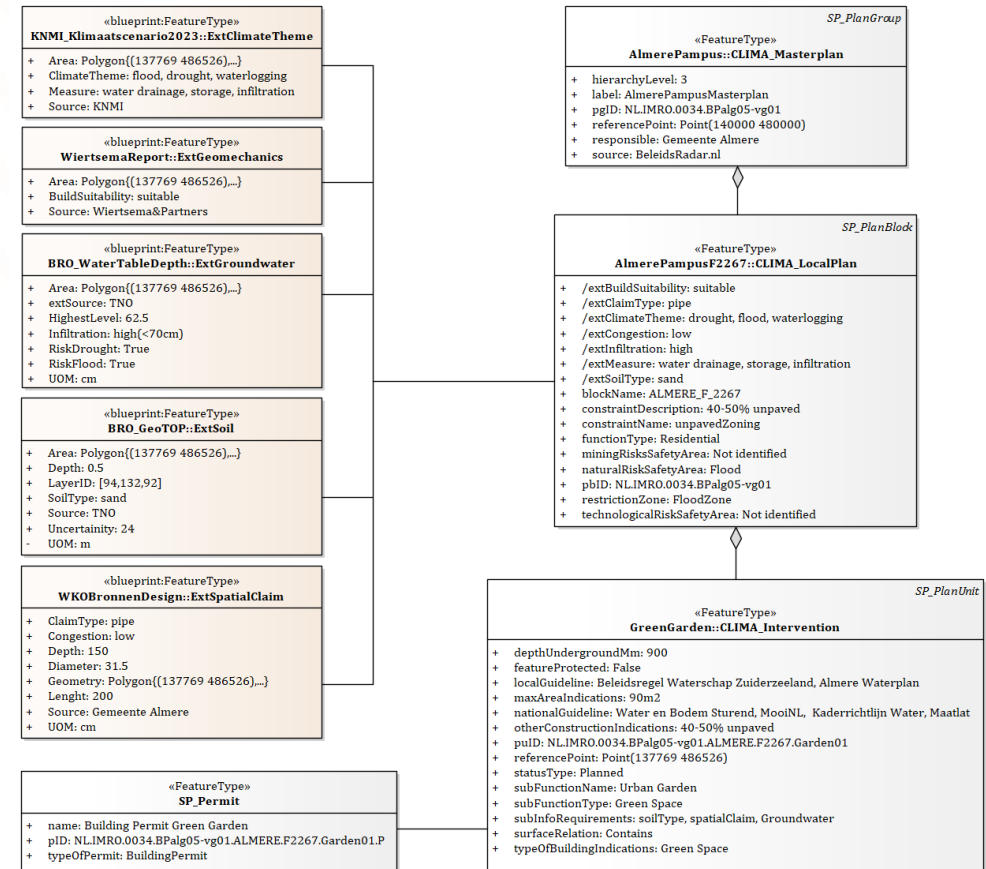 «blueprint:FeatureType»
KNMI_Klimaatscenario2023::ExtClimateTheme
+ Area: Polygon{(137769 486526),...}
+ ClimateTheme: flood, drought, waterlogging
+ Measure: water drainage, storage, infiltration
+ Source: KNMI
«blueprint:FeatureType»
WiertsemaReport::ExtGeomechanics
+ Area: Polygon{(137769 486526),...}
+ BuildSuitability: suitable
+ Source: Wiertsema&Partners
«blueprint:FeatureType»
BRO_WaterTableDepth::ExtGroundwater
+ Area: Polygon{(137769 486526),...}
+ extSource: TNO
+ HighestLevel: 62.5
+ Infiltration: high(<70cm)
+ RiskDrought: True
+ RiskFlood: True
+ UOM: cm
«blueprint:FeatureType»
BRO_GeoTOP::ExtSoil
+ Area: Polygon{(137769 486526),...}
+ Depth: 0.5
+ LayerID: [94,132,92]
+ SoilType: sand
+ Source: TNO
+ Uncertainity: 24
- UOM: m
«blueprint:FeatureType»
WKOBronnenDesign::ExtSpatialClaim
+ ClaimType: pipe
+ Congestion: low
+ Depth: 150
+ Diameter: 31.5
+ Geometry: Polygon{(137769 486526),...}
+ Lenght: 200
+ Source: Gemeente Almere
+ UOM: cm
«FeatureType»
SP_Permit
+ name: Building Permit Green Garden
+ pID: NL.IMRO.0034.BPalg05-vg01.ALMERE.F2267.Garden01.P
+ typeOfPermit: BuildingPermit
SP_PlanGroup
«FeatureType»
AlmerePampus::CLIMA_Masterplan
+ hierarchyLevel: 3
+ label: AlmerePampusMasterplan
+ pgID: NL.IMRO.0034.BPalg05-vg01
+ referencePoint: Point(140000 480000)
+ responsible: Gemeete Almere
+ source: BeleidsRadar.nl
SP_PlanBlock
«FeatureType»
AlmerePampusF2267::CLIMA_LocalPlan
+ /extBuildSuitability: suitable
+ /extClaimType: pipe
+ /extClimateTheme: drought, flood, waterlogging
+ /extCongestion: low
+ /extInfiltration: high
+ /extMeasure: water drainage, storage, infiltration
+ /extSoilType: sand
+ blockName: ALMERE_F_2267
+ constraintDescription: 40-50% unpaved
+ constraintName: unpavedZoning
+ functionType: Residential
+ miningRisksSafetyArea: Not identified
+ naturalRiskSafetyArea: Flood
+ pbID: NL.IMRO.0034.BPalg05-vg01
+ restrictionZone: FloodZone
+ technologicalRiskSafetyArea: Not identified
SP_PlanUnit
«FeatureType»
GreenGarden::CLIMA_Intervention
+ depthUndergroundMm: 900
+ featureProtected: False
+ localGuideline: Beleidsregel Waterschap Zuiderzeeland, Almere Waterplan
+ maxAreaIndications: 90m2
+ nationalGuideline: Water en Bodem Sturend, MooiNL, Kaderrichtlijn Water, Maatlat
+ otherConstructionIndications: 40-50% unpaved
+ puID: NL.IMRO.0034.BPalg05-vg01.ALMERE.F2267.Garden01
+ referencePoint: Point(137769 486526)
+ statusType: Planned
+ subFunctionName: Urban Garden
+ subFunctionType: Green Space
+ subInfoRequirements: soilType, spatialClaim, Groundwater
+ surfaceRelation: Contains
+ typeOfBuildingIndications: Green Space